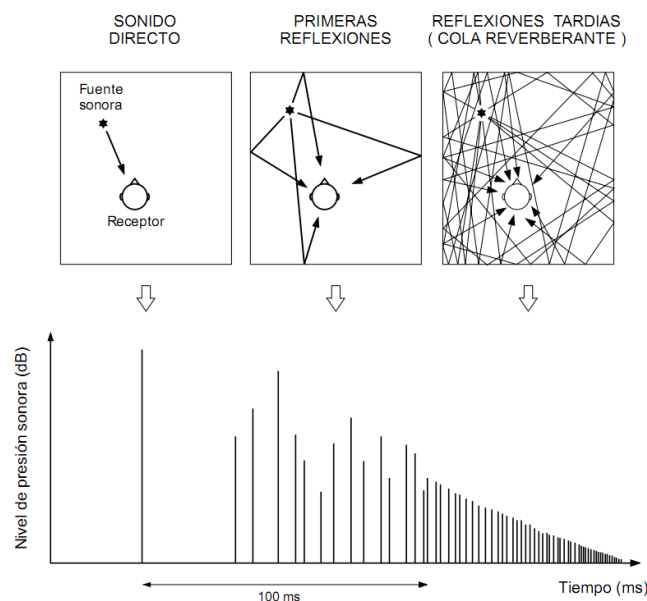 SONIDO
DIRECTO
PRIMERAS
REFLEXIONES
REFLEXIONES TARDIAS
( COLA REVERBERANTE )
Fuente
sonora
Receptor
Nivel de presión sonora (dB)
100 ms
Tiempo (ms)